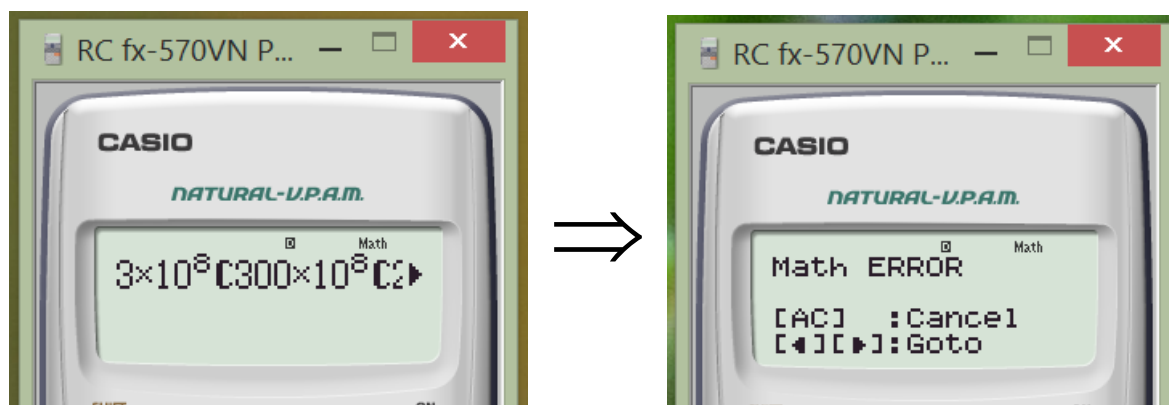 RC fx-570VN P...
CASIO
NATURAL-V.P.A.M.
D Math
3×10⁸C300×10⁸C2
⇒
RC fx-570VN P...
CASIO
NATURAL-V.P.A.M.
D Math
Math ERROR
[AC] :Cancel
[◀][▶]:Goto